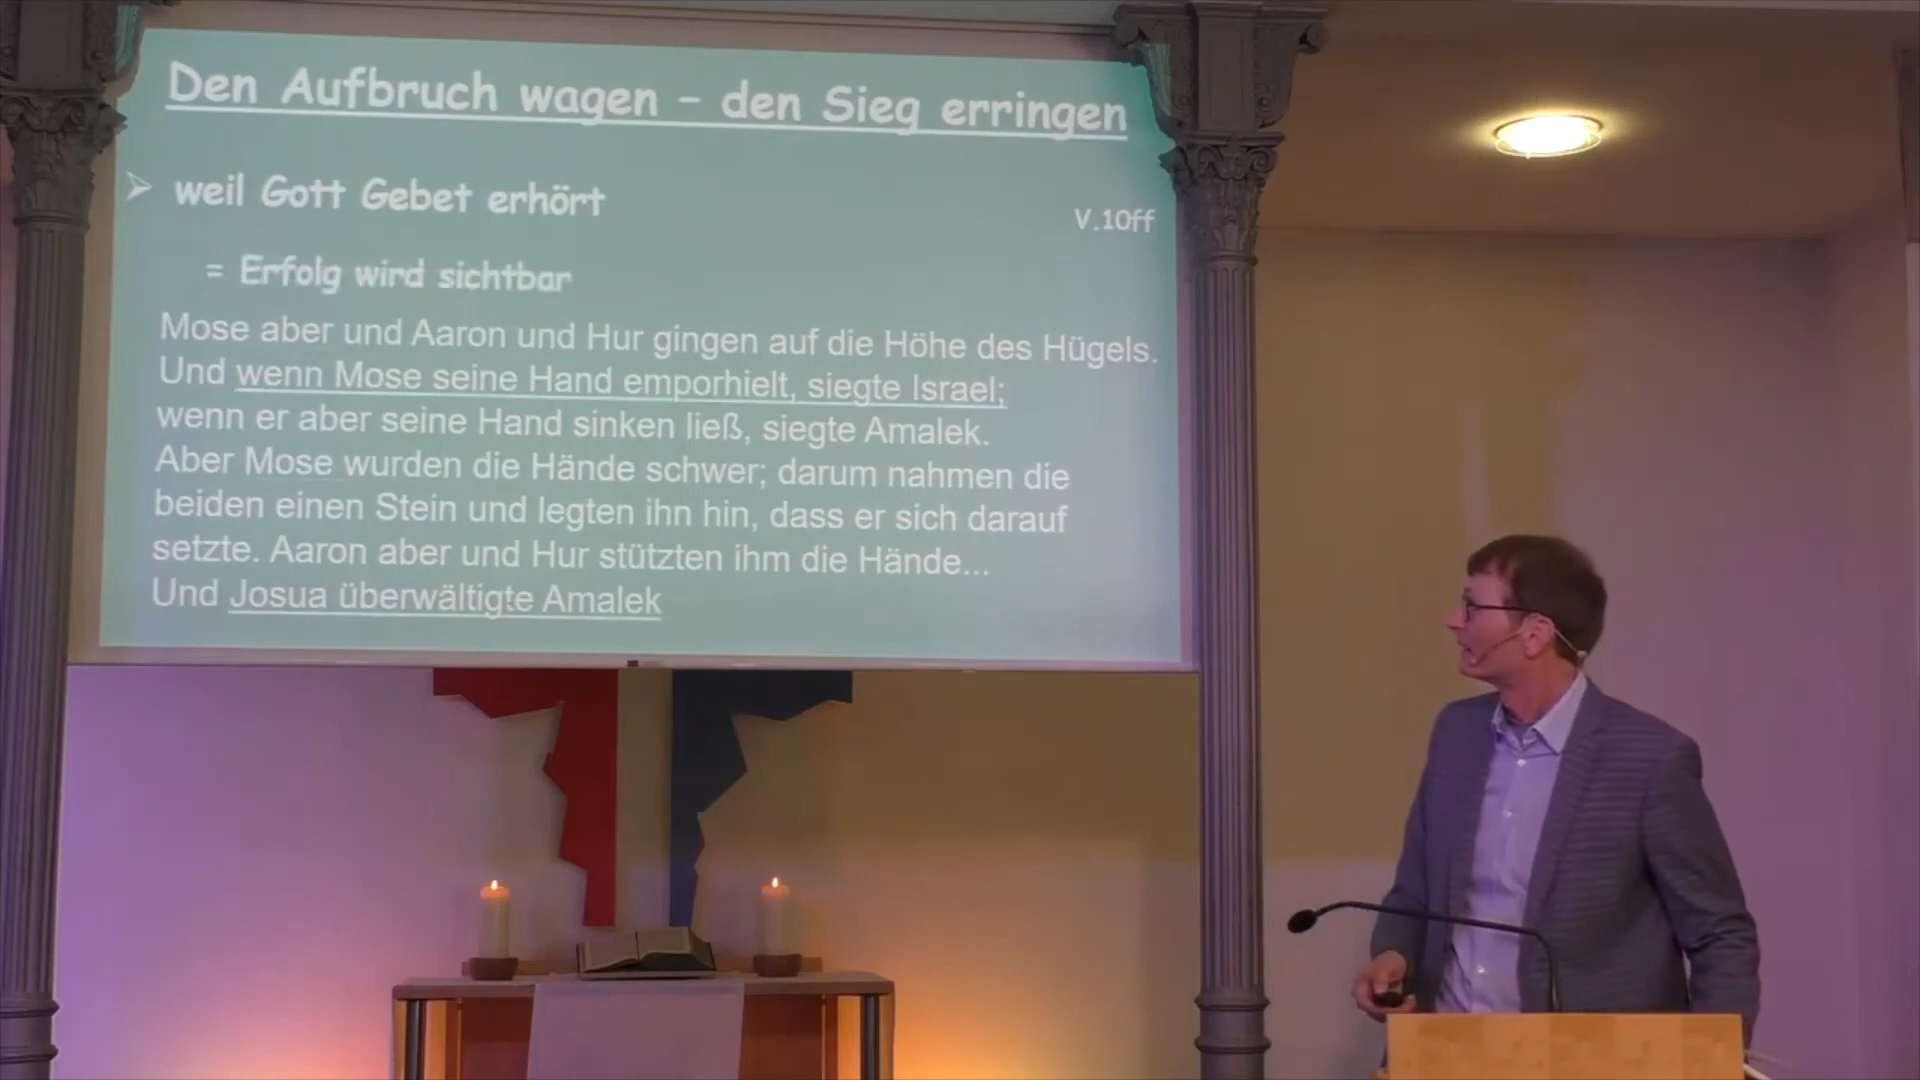 Den Aufbruch wagen – den Sieg erringen
➢ weil Gott Gebet erhört
V.10ff
= Erfolg wird sichtbar
Mose aber und Aaron und Hur gingen auf die Höhe des Hügels.
Und wenn Mose seine Hand emporhielt, siegte Israel;
wenn er aber seine Hand sinken ließ, siegte Amalek.
Aber Mose wurden die Hände schwer; darum nahmen die
beiden einen Stein und legten ihn hin, dass er sich darauf
setzte. Aaron aber und Hur stützten ihm die Hände...
Und Josua überwältigte Amalek